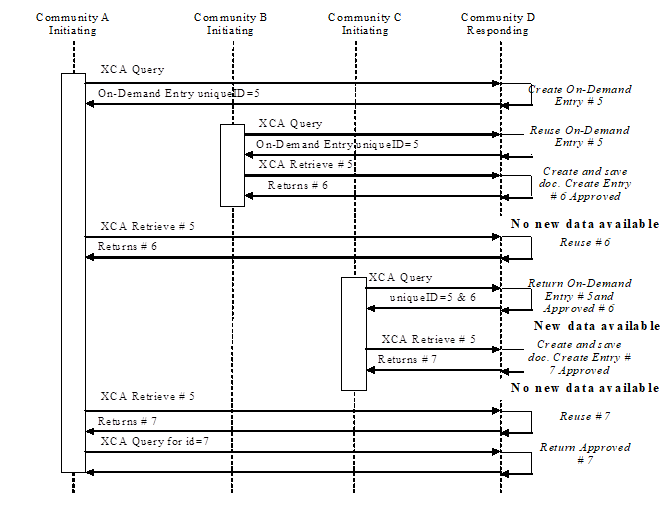 Community A
Initiating
Community B
Initiating
Community C
Initiating
Community D
Responding
XCA Query
On-Demand Entry uniqueID=5
Create On-Demand
Entry # 5
XCA Query
Reuse On-Demand
Entry # 5
On-Demand Entry uniqueID=5
XCA Retrieve # 5
Returns # 6
Create and save
doc. Create Entry
# 6 Approved
No new data available
XCA Retrieve # 5
Returns # 6
Reuse # 6
XCA Query
uniqueID=5 & 6
Return On-Demand
Entry # 5 and
Approved # 6
New data available
XCA Retrieve # 5
Returns # 7
Create and save
doc. Create Entry #
7 Approved
No new data available
XCA Retrieve # 5
Returns # 7
Reuse # 7
XCA Query for id=7
Return Approved
# 7